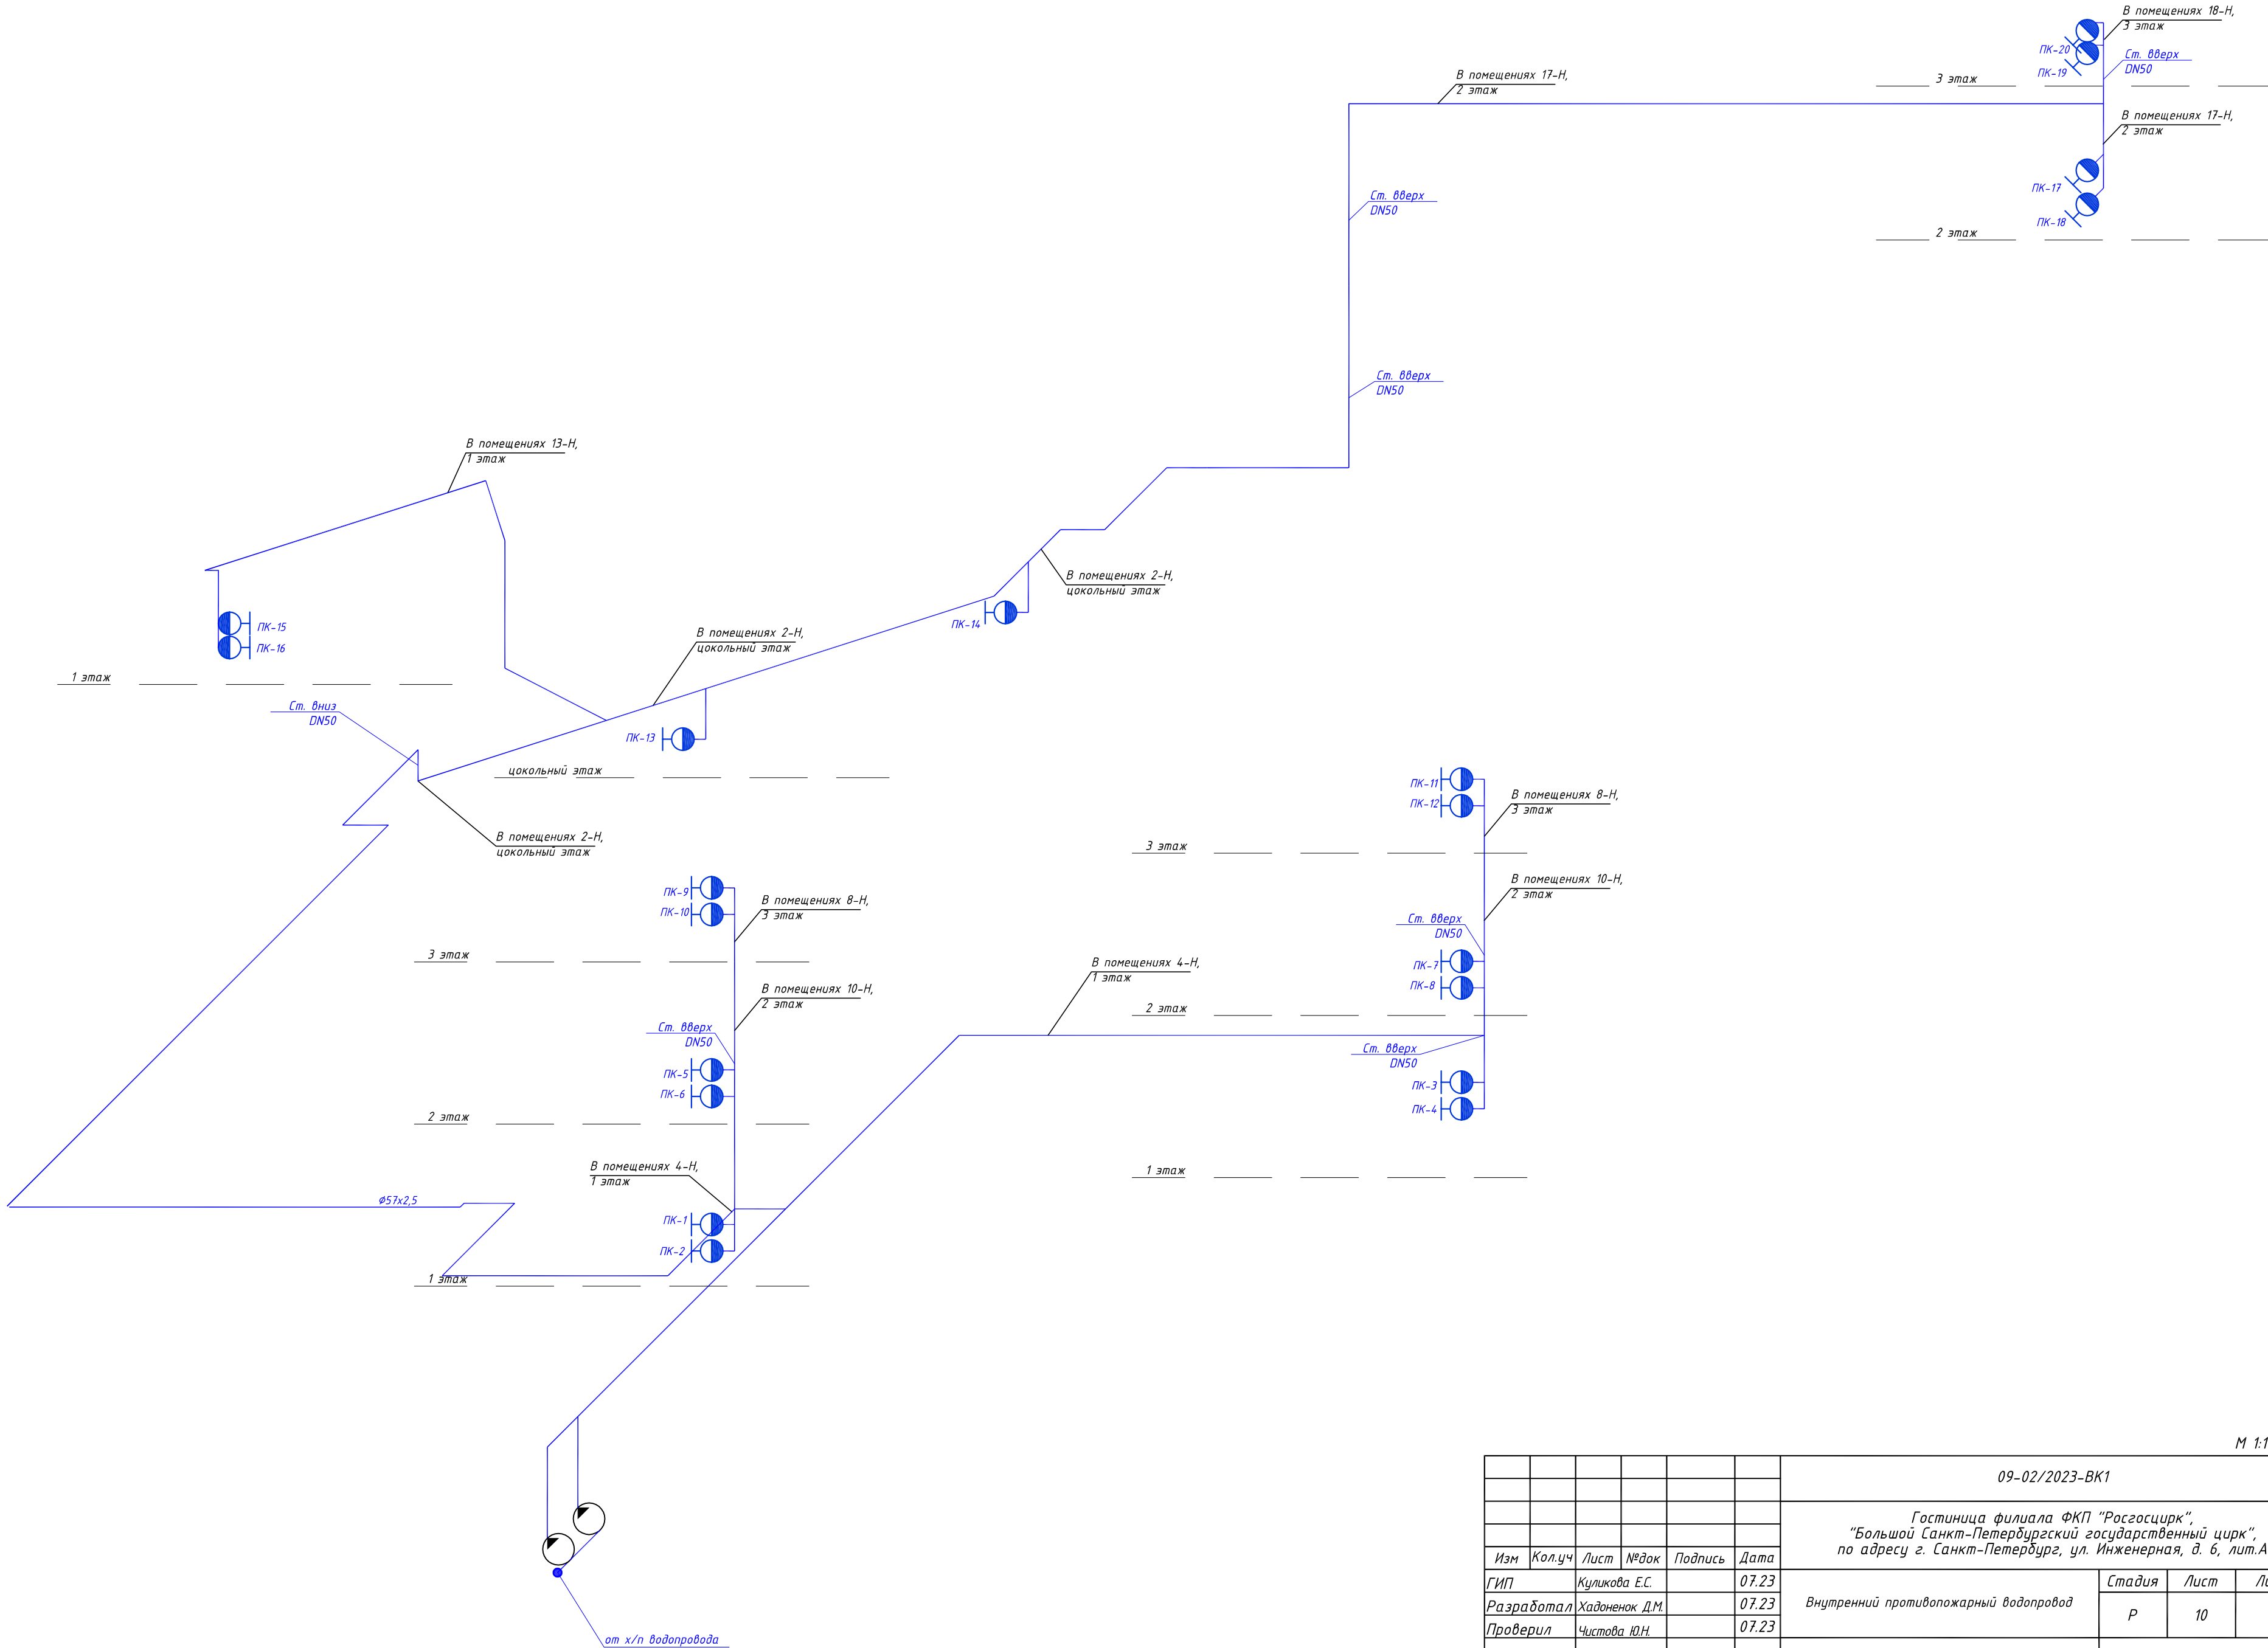 В помещениях 18-Н,
3 этаж
ПК-20
ПК-19
Ст. вверх
DN50
3 этаж
В помещениях 17-Н,
2 этаж
В помещениях 17-Н,
2 этаж
ПК-17
ПК-18
2 этаж
Ст. вверх
DN50
Ст. вверх
DN50
В помещениях 13-Н,
1 этаж
В помещениях 2-Н,
цокольный этаж
ПК-14
ПК-15
ПК-16
В помещениях 2-Н,
цокольный этаж
1 этаж
Ст. вниз
DN50
ПК-13
цокольный этаж
В помещениях 2-Н,
цокольный этаж
ПК-11
ПК-12
В помещениях 8-Н,
3 этаж
3 этаж
В помещениях 10-Н,
2 этаж
Ст. вверх
DN50
ПК-7
ПК-8
2 этаж
Ст. вверх
DN50
ПК-3
ПК-4
1 этаж
ПК-9
ПК-10
В помещениях 8-Н,
3 этаж
3 этаж
В помещениях 10-Н,
2 этаж
Ст. вверх
DN50
ПК-5
ПК-6
2 этаж
В помещениях 4-Н,
1 этаж
В помещениях 4-Н,
1 этаж
Ø57х2,5
ПК-1
ПК-2
1 этаж
от х/п водопровода
М 1:1
09-02/2023-ВК1
Гостиница филиала ФКП "Росгосцирк",
"Большой Санкт-Петербургский государственный цирк",
по адресу г. Санкт-Петербург, ул. Инженерная, д. 6, лит.А
Изм Кол.уч Лист №док Подпись Дата
ГИП Куликова Е.С. 07.23
Разработал Хадоненок Д.М. 07.23
Проверил Чистова Ю.Н. 07.23
Внутренний противопожарный водопровод
Стадия Лист
Р 10